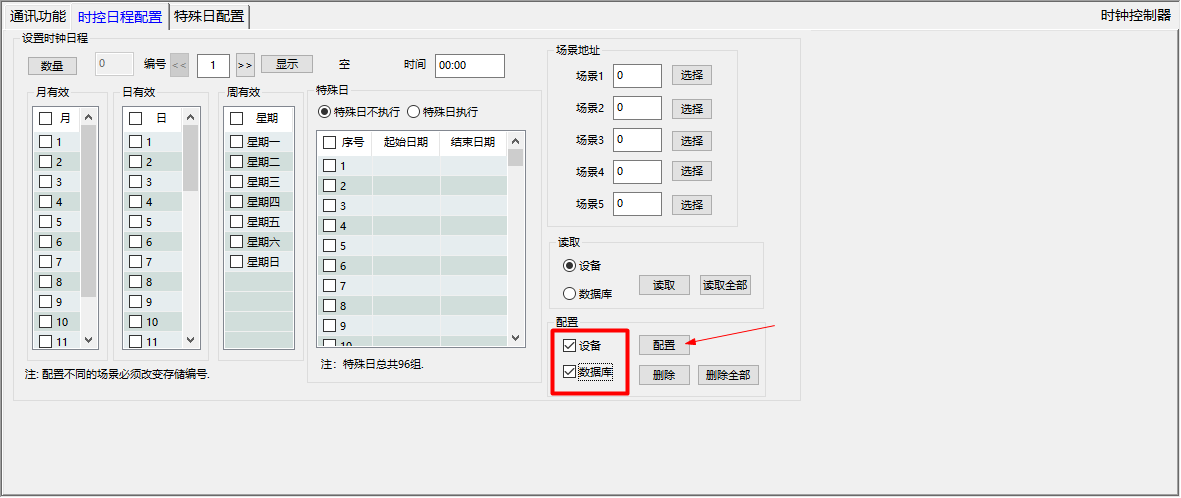 通讯功能 时控日程配置 特殊日配置 时钟控制器
设置时钟日程
数量 0 编号 << 1 >> 显示 空 时间 00:00
月有效
月
1
2
3
4
5
6
7
8
9
10
11
日有效
日
1
2
3
4
5
6
7
8
9
10
11
周有效
星期
星期一
星期二
星期三
星期四
星期五
星期六
星期日
特殊日
特殊日不执行 特殊日执行
序号 起始日期 结束日期
1
2
3
4
5
6
7
8
9
10
注：特殊日总共96组.
注: 配置不同的场景必须改变存储编号.
场景地址
场景1 0 选择
场景2 0 选择
场景3 0 选择
场景4 0 选择
场景5 0 选择
读取
设备
数据库 读取 读取全部
配置
设备 配置
数据库 删除 删除全部